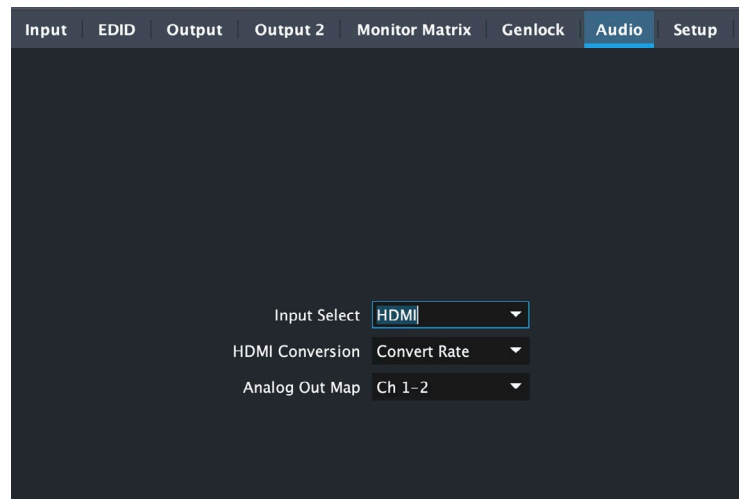 Input EDID Output Output 2 Monitor Matrix Genlock Audio Setup
Input Select HDMI
HDMI Conversion Convert Rate
Analog Out Map Ch 1-2